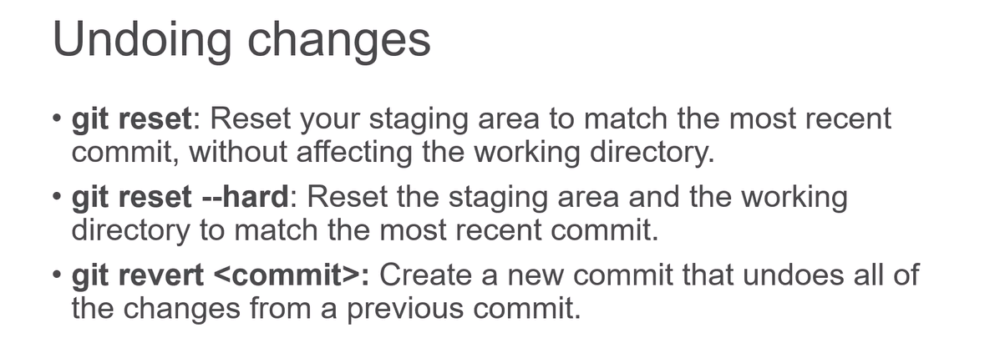 Undoing changes
• git reset: Reset your staging area to match the most recent
commit, without affecting the working directory.
• git reset --hard: Reset the staging area and the working
directory to match the most recent commit.
• git revert <commit>: Create a new commit that undoes all of
the changes from a previous commit.